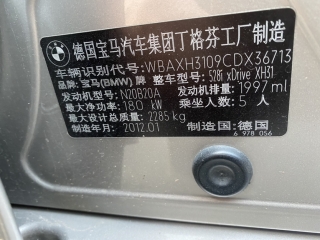 德国宝马汽车集团丁格芬工厂制造
车辆识别代号: WBAXH3109CDX36713
品牌: 宝马(BMW)牌 整车型号: 528i xDrive XH31
发动机型号: N20B20A 发动机排量: 1997 ml
最大净功率: 180 kW 乘坐人数: 5 人
最大设计总质量: 2285 kg
制造年月: 2012.01 制造国: 德国
6 978 056